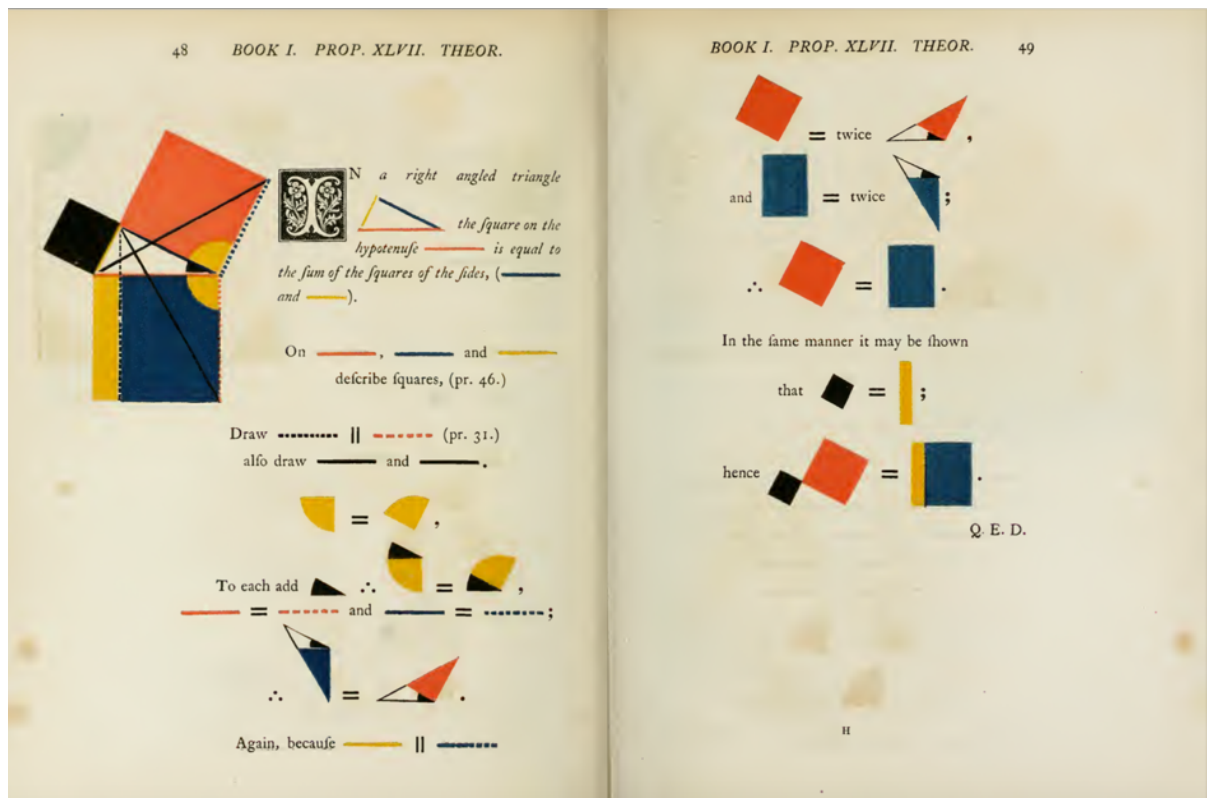 48 BOOK I. PROP. XLVII. THEOR.
IN a right angled triangle
the ſquare on the
hypotenuſe is equal to
the ſum of the ſquares of the ſides, (
and ).
On , and
deſcribe ſquares, (pr. 46.)
Draw || (pr. 31.)
alſo draw and .
= ,
To each add ∴ = ,
= and = ;
∴ = .
Again, becauſe ||
BOOK I. PROP. XLVII. THEOR. 49
= twice ,
and = twice ;
∴ = .
In the ſame manner it may be ſhown
that = ;
hence = .
Q. E. D.
H